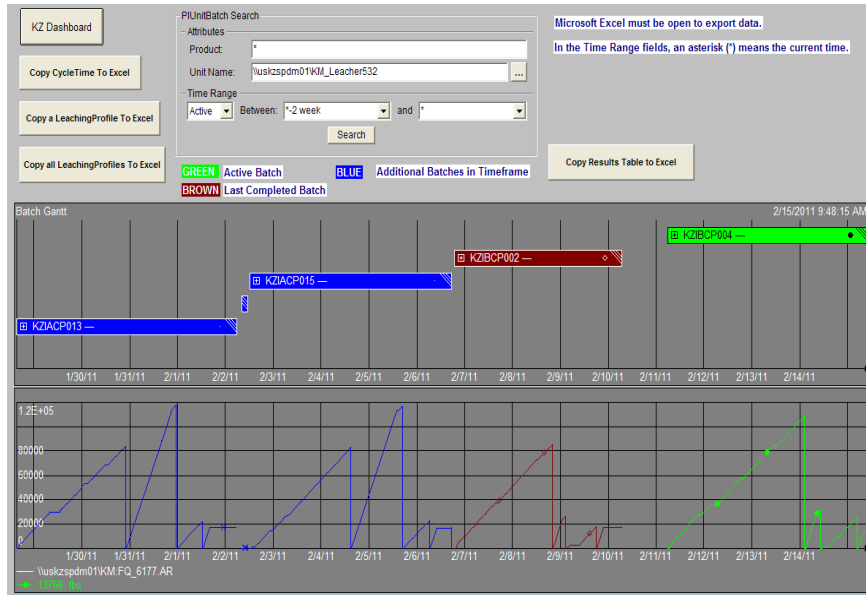 KZ Dashboard
Copy CycleTime To Excel
Copy a LeachingProfile To Excel
Copy all LeachingProfiles To Excel
PIUnitBatch Search
Attributes
Product: *
Unit Name: \\uskzspdm01\KM_Leacher532 ...
Time Range
Active Between: *-2 week and *
Search
Microsoft Excel must be open to export data.
In the Time Range fields, an asterisk (*) means the current time.
GREEN Active Batch BLUE Additional Batches in Timeframe
BROWN Last Completed Batch
Copy Results Table to Excel
Batch Gantt 2/15/2011 9:48:15 AM
KZIBCP004 —
KZIBCP002 —
KZIACP015 —
KZIACP013 —
1/30/11 1/31/11 2/1/11 2/2/11 2/3/11 2/4/11 2/5/11 2/6/11 2/7/11 2/8/11 2/9/11 2/10/11 2/11/11 2/12/11 2/13/11 2/14/11
1.2E+05
80000
60000
40000
20000
0
1/30/11 1/31/11 2/1/11 2/2/11 2/3/11 2/4/11 2/5/11 2/6/11 2/7/11 2/8/11 2/9/11 2/10/11 2/11/11 2/12/11 2/13/11 2/14/11
\\uskzspdm01\KM:FQ_6177.AR
13766. lbs